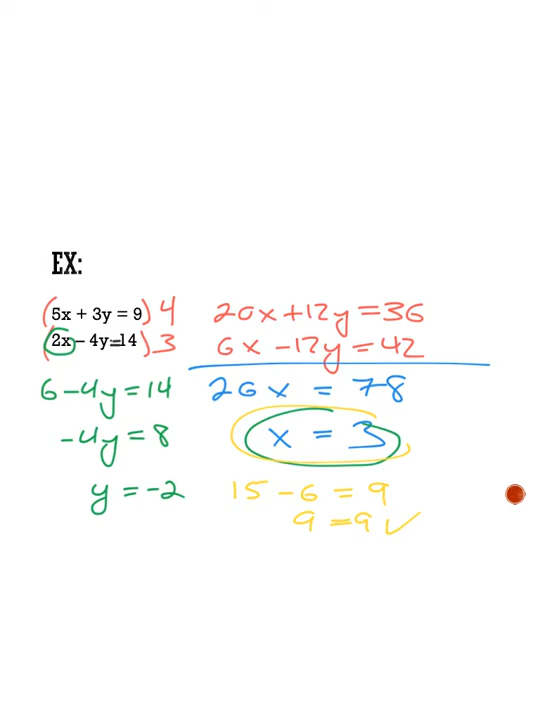 EX:
(5x + 3y = 9) 4
(2x - 4y=14) 3
20x+12y=36
6x-12y=42
26x = 78
x = 3
6-4y=14
-4y=8
y=-2
15-6=9
9=9✓